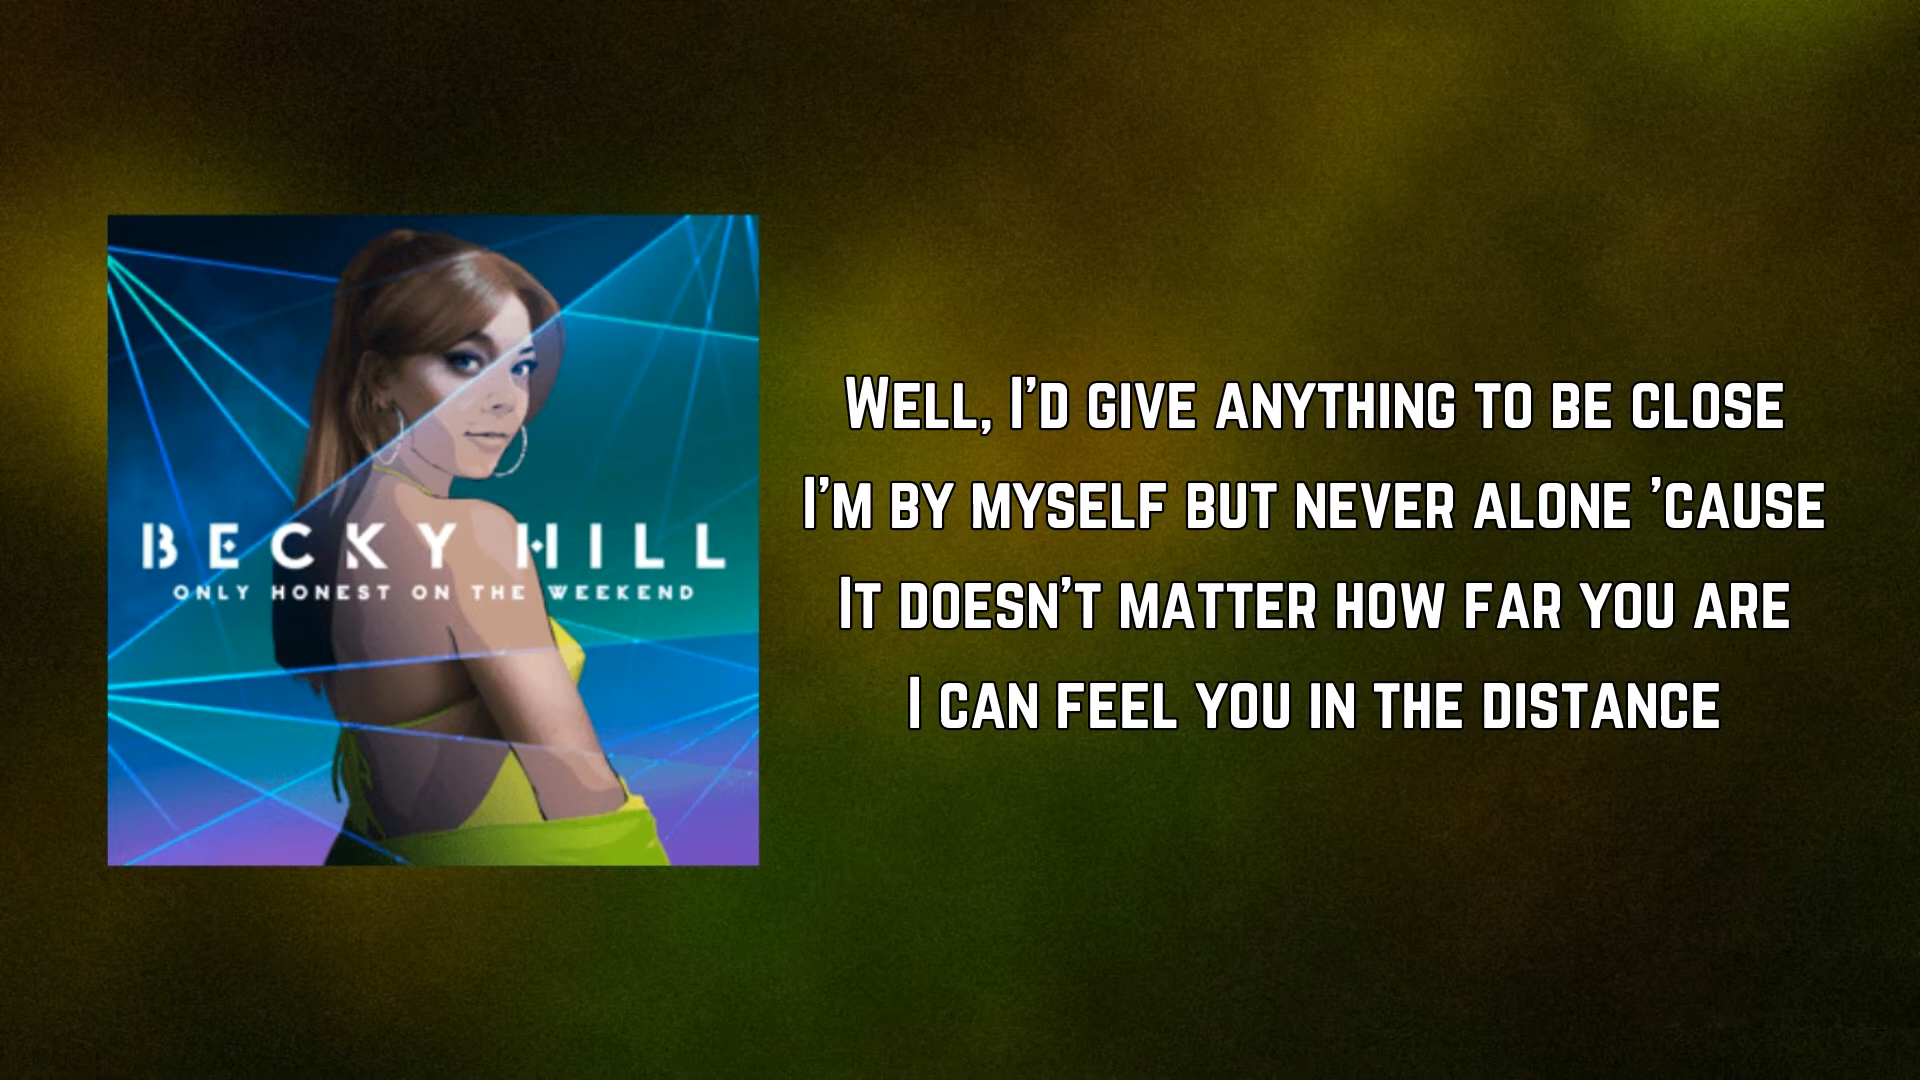 BECKY HILL
ONLY HONEST ON THE WEEKEND
WELL, I'D GIVE ANYTHING TO BE CLOSE
I'M BY MYSELF BUT NEVER ALONE 'CAUSE
IT DOESN'T MATTER HOW FAR YOU ARE
I CAN FEEL YOU IN THE DISTANCE